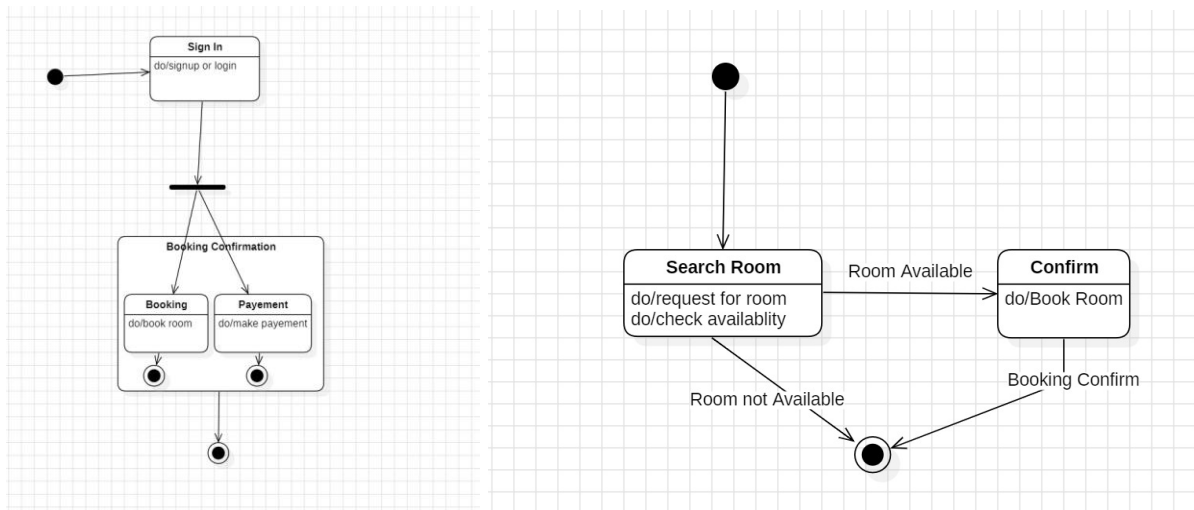 Sign In
do/signup or login
Booking Confirmation
Booking
do/book room
Payement
do/make payement
Search Room
do/request for room
do/check availablity
Room Available
Confirm
do/Book Room
Room not Available
Booking Confirm